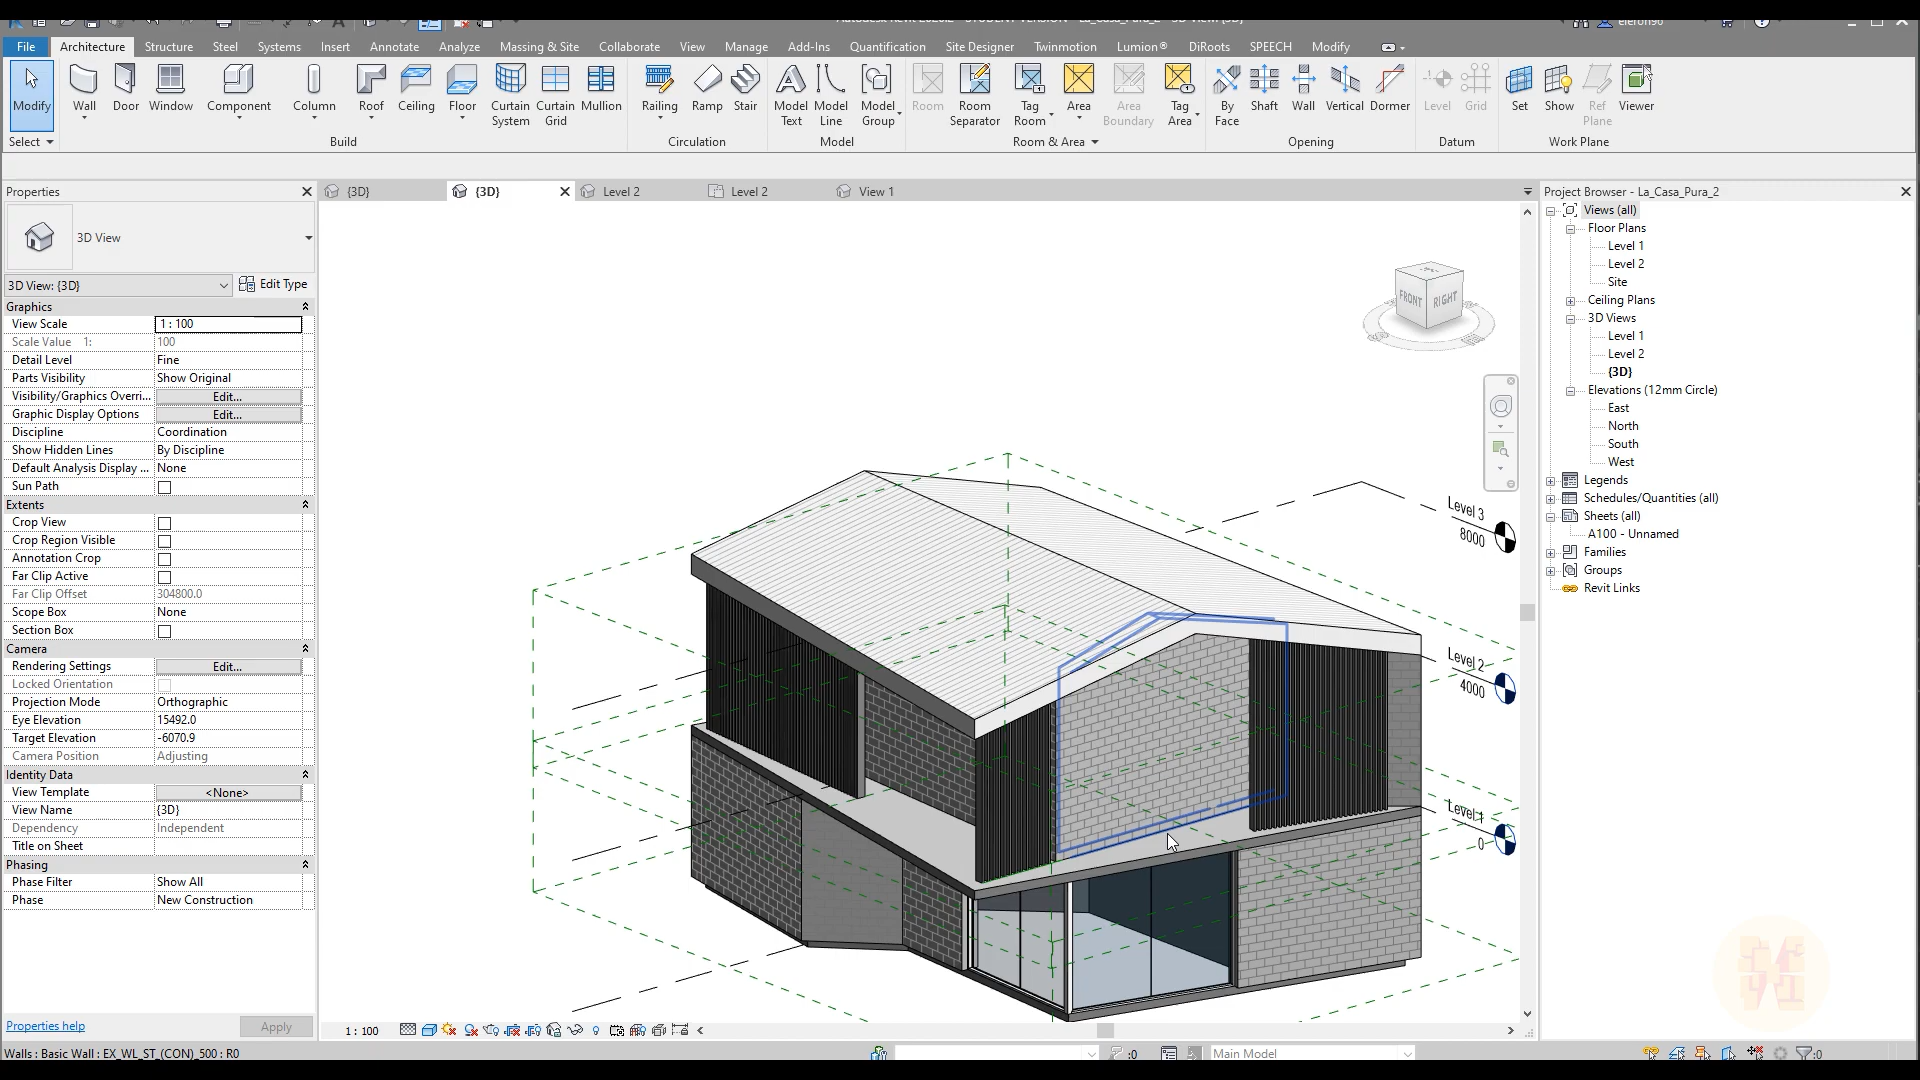 File Architecture Structure Steel Systems Insert Annotate Analyze Massing & Site Collaborate View Manage Add-Ins Quantification Site Designer Twinmotion Lumion® DiRoots SPEECH Modify
Modify Wall Door Window Component Column Roof Ceiling Floor Curtain System Curtain Grid Mullion Railing Ramp Stair Model Text Model Line Model Group Room Room Separator Tag Room Area Area Boundary Tag Area By Face Shaft Wall Vertical Dormer Level Grid Set Show Ref Plane Viewer
Select Build Circulation Model Room & Area Opening Datum Work Plane
Properties
{3D} {3D} Level 2 Level 2 View 1
Project Browser - La_Casa_Pura_2
3D View
3D View: {3D} Edit Type
Graphics
View Scale 1 : 100
Scale Value 1: 100
Detail Level Fine
Parts Visibility Show Original
Visibility/Graphics Overri... Edit...
Graphic Display Options Edit...
Discipline Coordination
Show Hidden Lines By Discipline
Default Analysis Display ... None
Sun Path
Extents
Crop View
Crop Region Visible
Annotation Crop
Far Clip Active
Far Clip Offset 304800.0
Scope Box None
Section Box
Camera
Rendering Settings Edit...
Locked Orientation
Projection Mode Orthographic
Eye Elevation 15492.0
Target Elevation -6070.9
Camera Position Adjusting
Identity Data
View Template <None>
View Name {3D}
Dependency Independent
Title on Sheet
Phasing
Phase Filter Show All
Phase New Construction
Properties help Apply
FRONT RIGHT
Level 3
8000
Level 2
4000
Level 1
0
Views (all)
Floor Plans
Level 1
Level 2
Site
Ceiling Plans
3D Views
Level 1
Level 2
{3D}
Elevations (12mm Circle)
East
North
South
West
Legends
Schedules/Quantities (all)
Sheets (all)
A100 - Unnamed
Families
Groups
Revit Links
1 : 100
Walls : Basic Wall : EX_WL_ST_(CON)_500 : R0
:0 Main Model :0